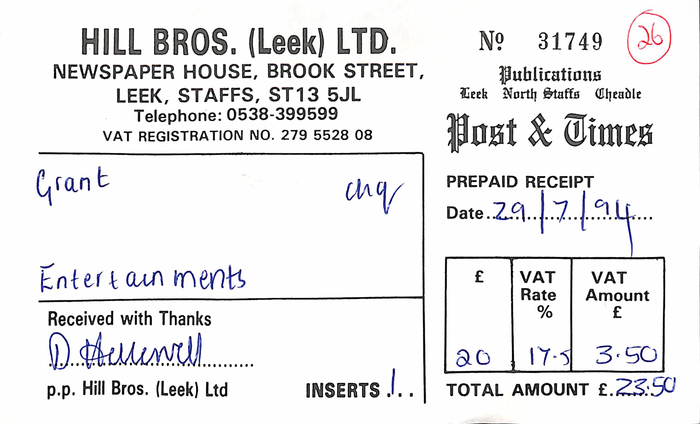 HILL BROS. (Leek) LTD.
NEWSPAPER HOUSE, BROOK STREET,
LEEK, STAFFS, ST13 5JL
Telephone: 0538-399599
VAT REGISTRATION NO. 279 5528 08
Nº 31749
26
Publications
Leek North Staffs Cheadle
Post & Times
Grant chq
Entertainments
PREPAID RECEIPT
Date 29/7/94
£ VAT Rate % VAT Amount £
20 17.5 3.50
TOTAL AMOUNT £ 23.50
Received with Thanks
D. Hellewell
p.p. Hill Bros. (Leek) Ltd
INSERTS 1